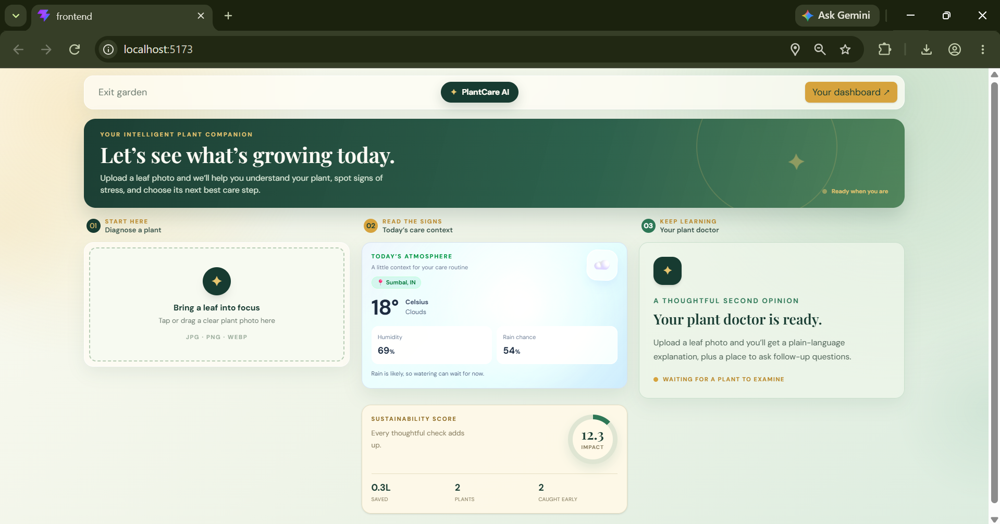 frontend
Ask Gemini
localhost:5173
Exit garden
PlantCare AI
Your dashboard ↗
YOUR INTELLIGENT PLANT COMPANION
Let’s see what’s growing today.
Upload a leaf photo and we’ll help you understand your plant, spot signs of
stress, and choose its next best care step.
Ready when you are
01
START HERE
Diagnose a plant
Bring a leaf into focus
Tap or drag a clear plant photo here
JPG · PNG · WEBP
02
READ THE SIGNS
Today’s care context
TODAY’S ATMOSPHERE
A little context for your care routine
Sumbal, IN
18° Celsius
Clouds
Humidity
69%
Rain chance
54%
Rain is likely, so watering can wait for now.
SUSTAINABILITY SCORE
Every thoughtful check adds
up.
12.3
IMPACT
0.3L
SAVED
2
PLANTS
2
CAUGHT EARLY
03
KEEP LEARNING
Your plant doctor
A THOUGHTFUL SECOND OPINION
Your plant doctor is ready.
Upload a leaf photo and you’ll get a plain-language
explanation, plus a place to ask follow-up questions.
WAITING FOR A PLANT TO EXAMINE